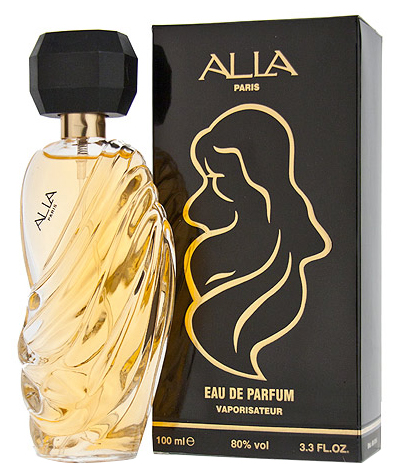 ALIA
PARIS
ALIA
PARIS
EAU DE PARFUM
VAPORISATEUR
100 ml ℮
80% vol
3.3 FL.OZ.